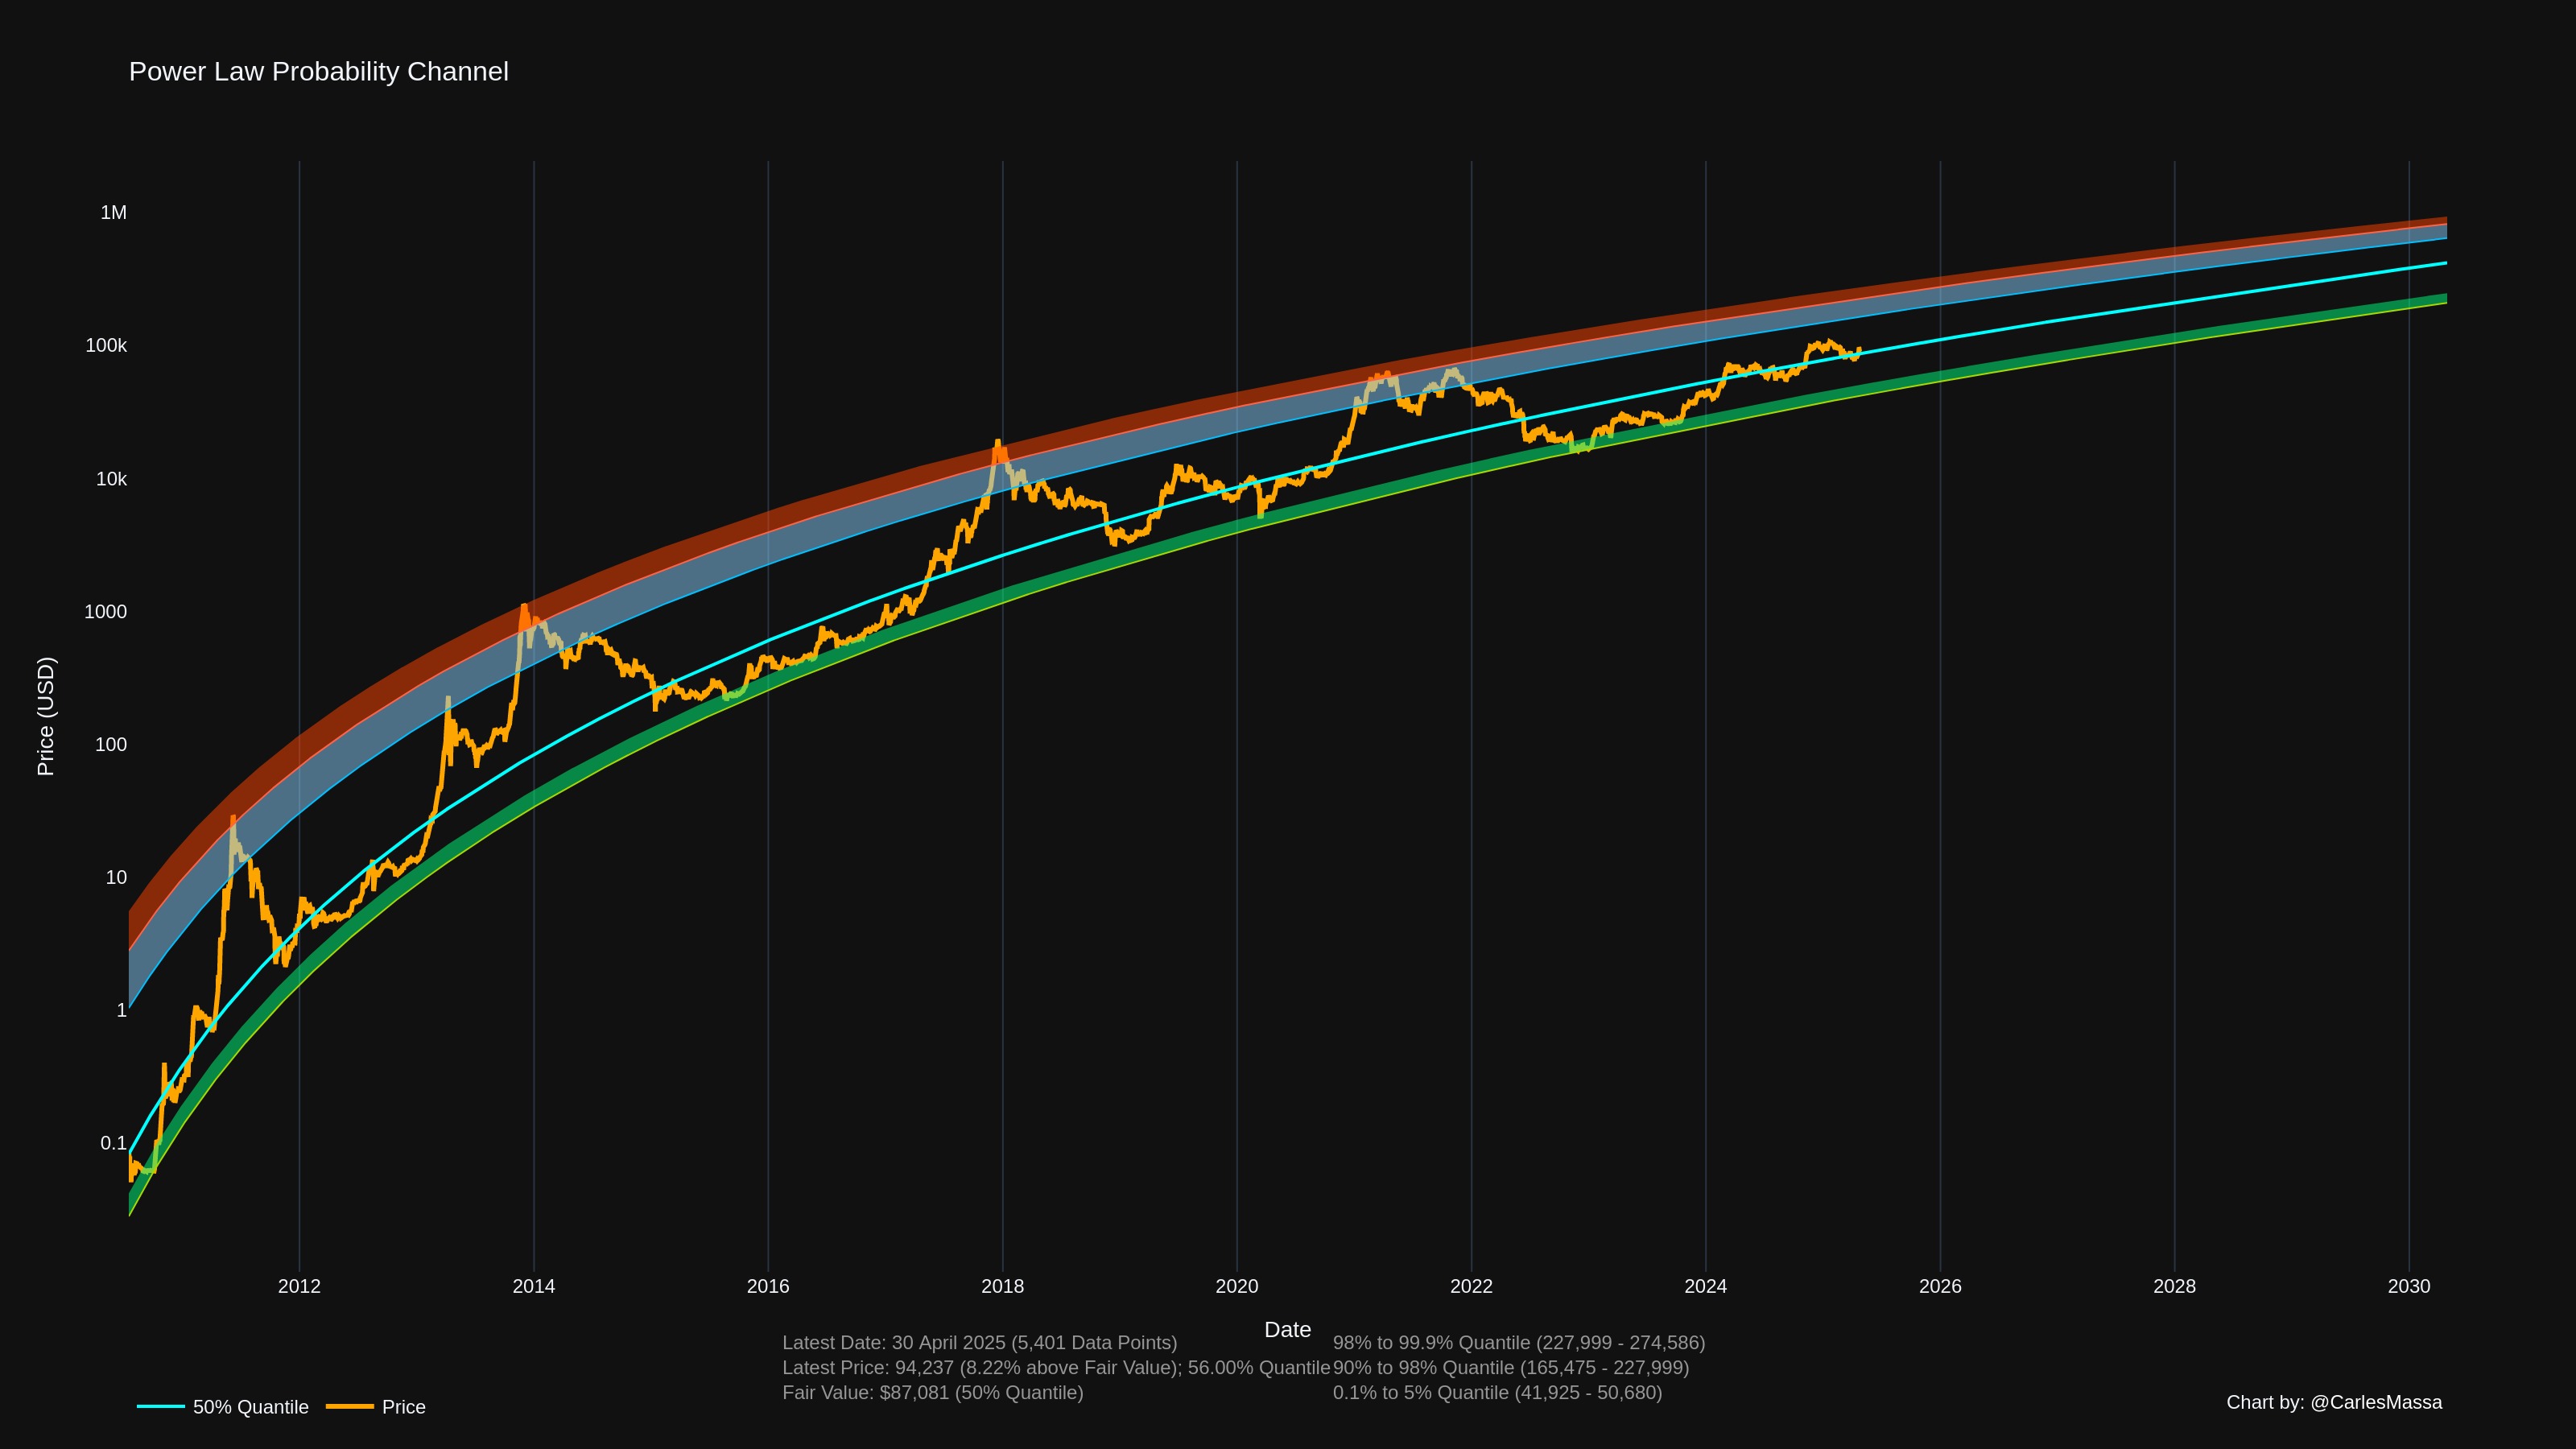 Power Law Probability Channel
Price (USD)
1M
100k
10k
1000
100
10
1
0.1
2012 2014 2016 2018 2020 2022 2024 2026 2028 2030
Date
Latest Date: 30 April 2025 (5,401 Data Points)
Latest Price: 94,237 (8.22% above Fair Value); 56.00% Quantile
Fair Value: $87,081 (50% Quantile)
98% to 99.9% Quantile (227,999 - 274,586)
90% to 98% Quantile (165,475 - 227,999)
0.1% to 5% Quantile (41,925 - 50,680)
50% Quantile Price
Chart by: @CarlesMassa